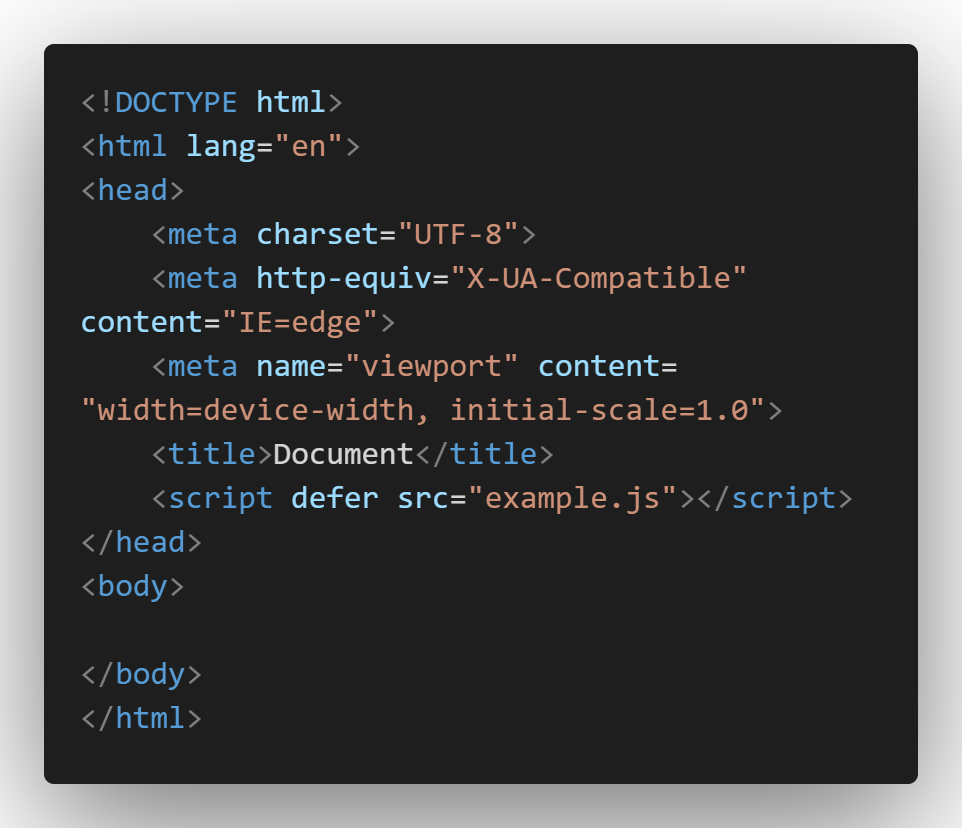 <!DOCTYPE html>
<html lang="en">
<head>
    <meta charset="UTF-8">
    <meta http-equiv="X-UA-Compatible"
content="IE=edge">
    <meta name="viewport" content=
"width=device-width, initial-scale=1.0">
    <title>Document</title>
    <script defer src="example.js"></script>
</head>
<body>

</body>
</html>